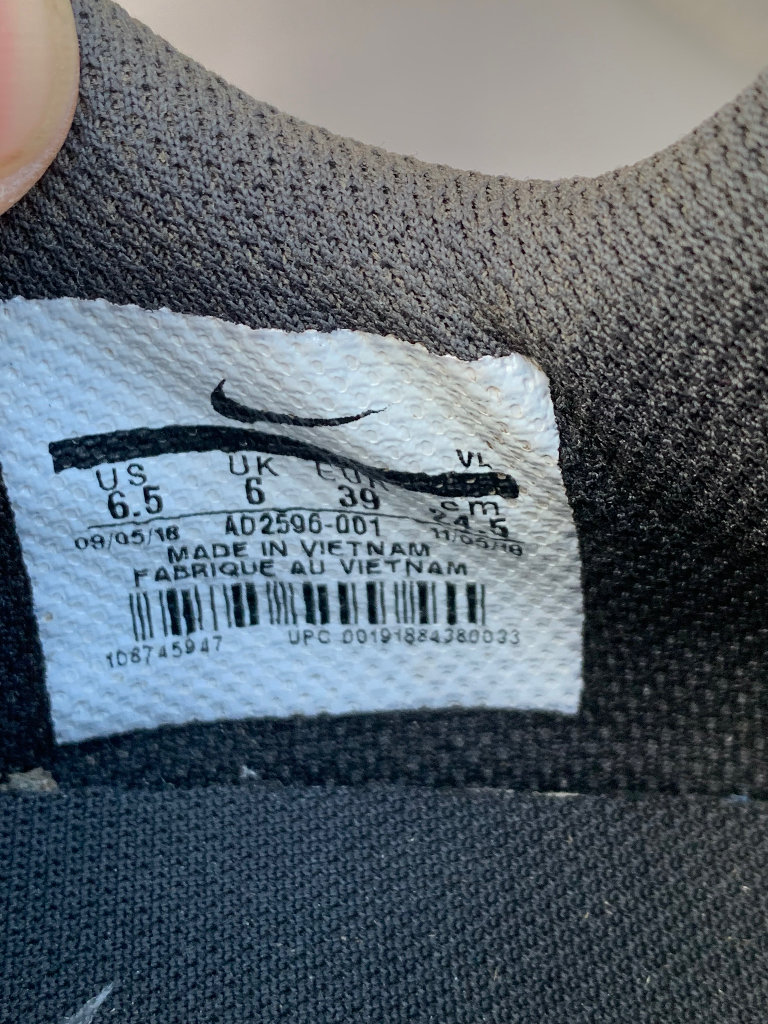 VL
US UK EUR cm
6.5 6 39 24.5
09/05/18 AO2596-001 11/05/18
MADE IN VIETNAM
FABRIQUE AU VIETNAM
108745947 UPC 00191884380033